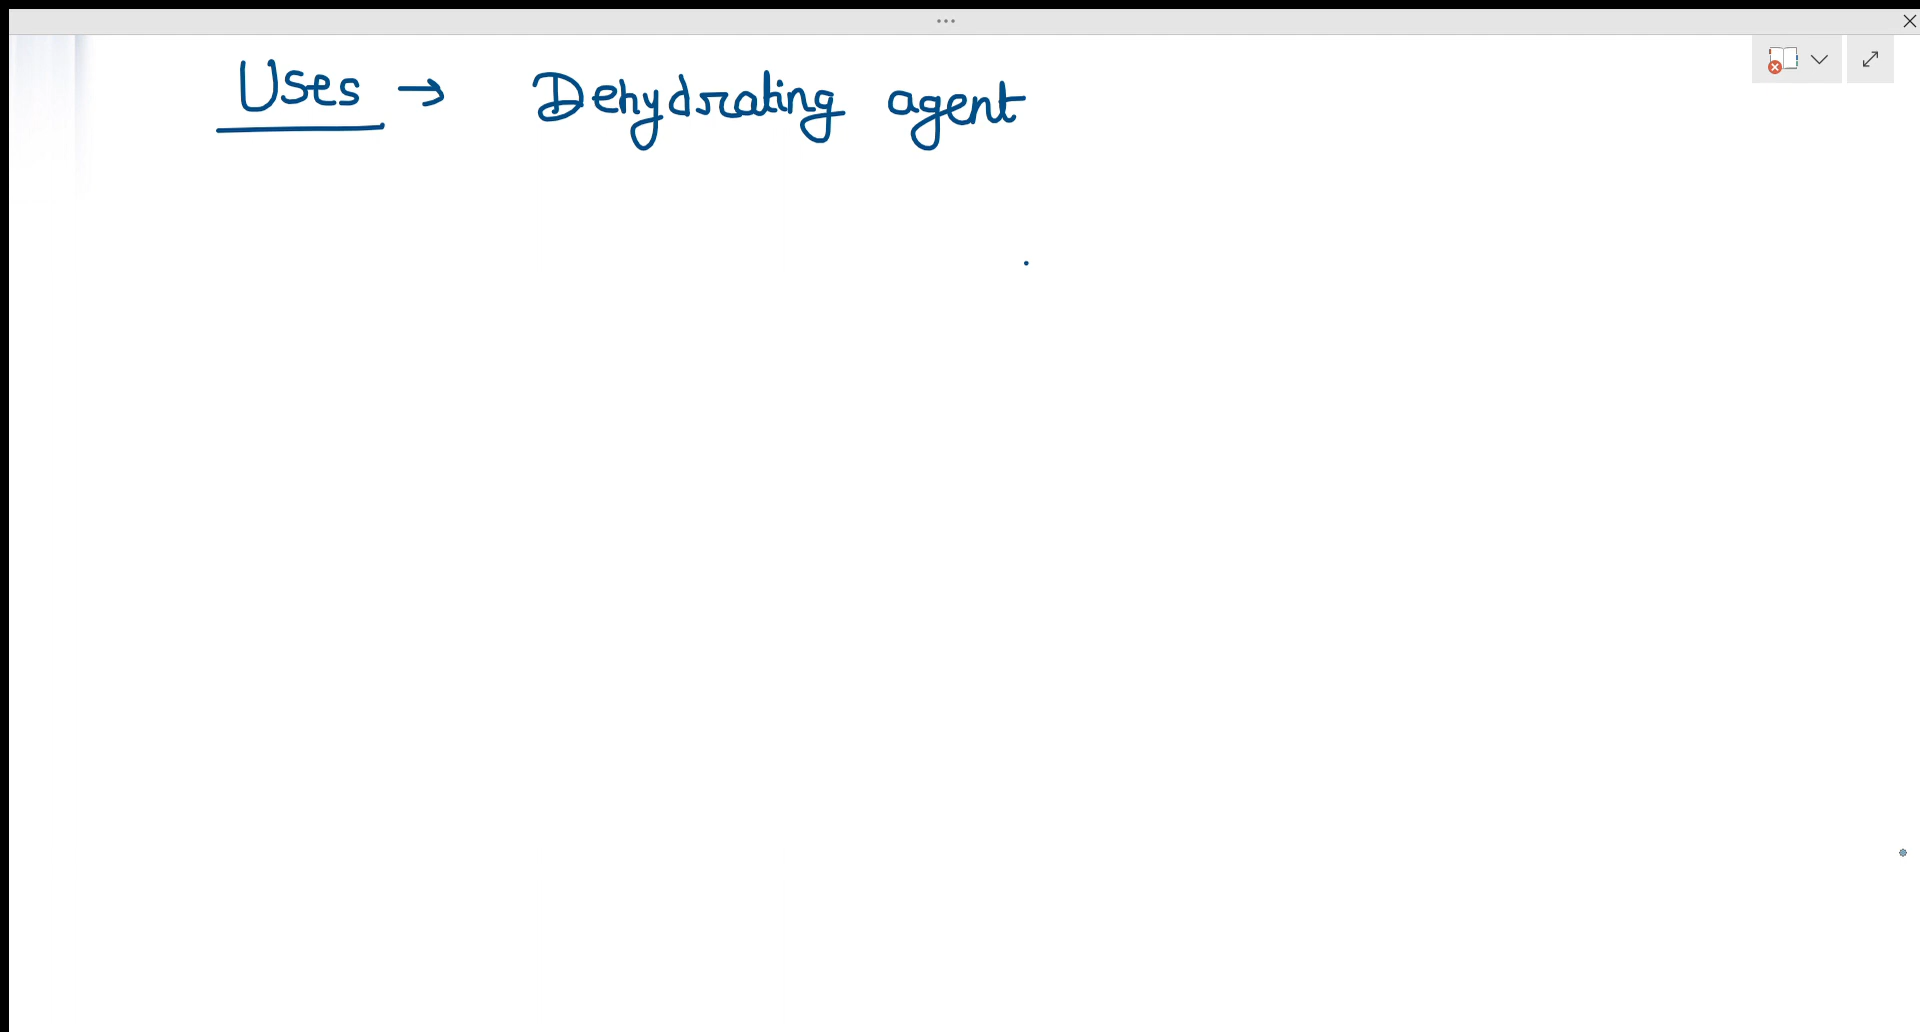 Uses → Dehydrating agent